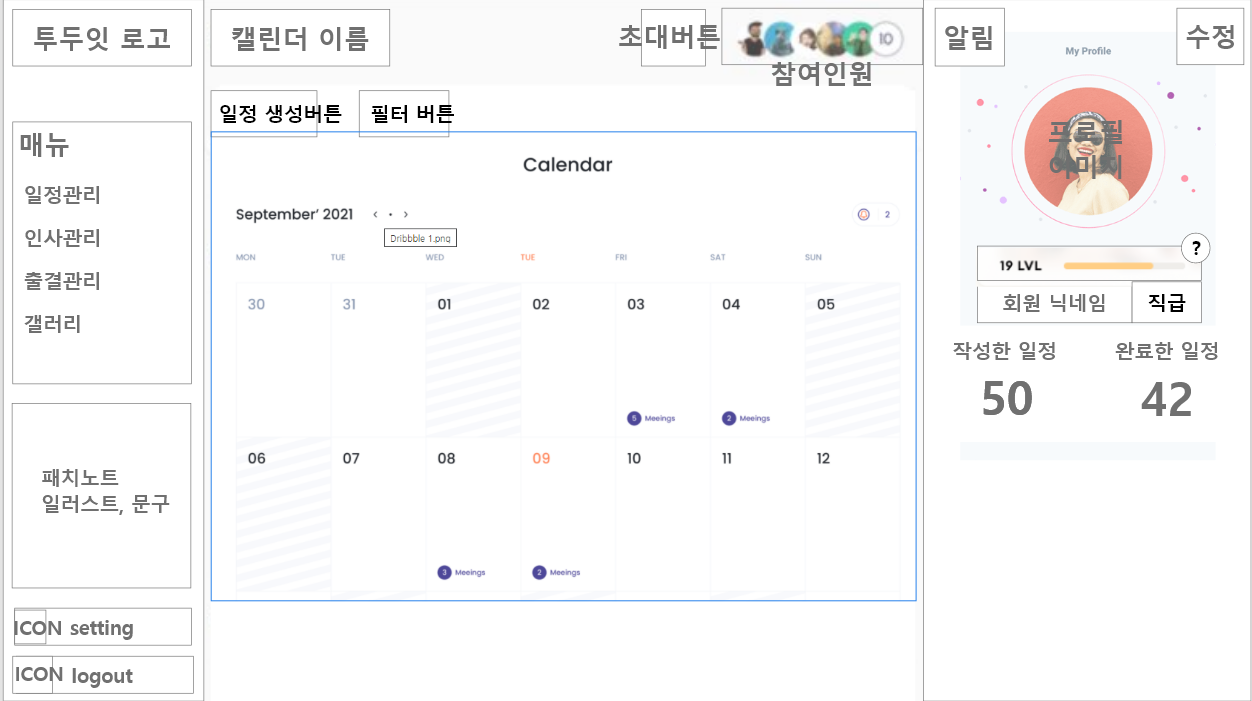 투두잇 로고
매뉴
일정관리
인사관리
출결관리
갤러리
패치노트
일러스트, 문구
ICON setting
ICON logout
캘린더 이름
초대버튼
10
참여인원
일정 생성버튼
필터 버튼
Calendar
September' 2021
2
Dribbble 1.png
MON TUE WED TUE FRI SAT SUN
30 31 01 02 03 04 05
5 Meeings
2 Meeings
06 07 08 09 10 11 12
3 Meeings
2 Meeings
알림
My Profile
수정
프로필
이미지
?
19 LVL
회원 닉네임
직급
작성한 일정 완료한 일정
50 42